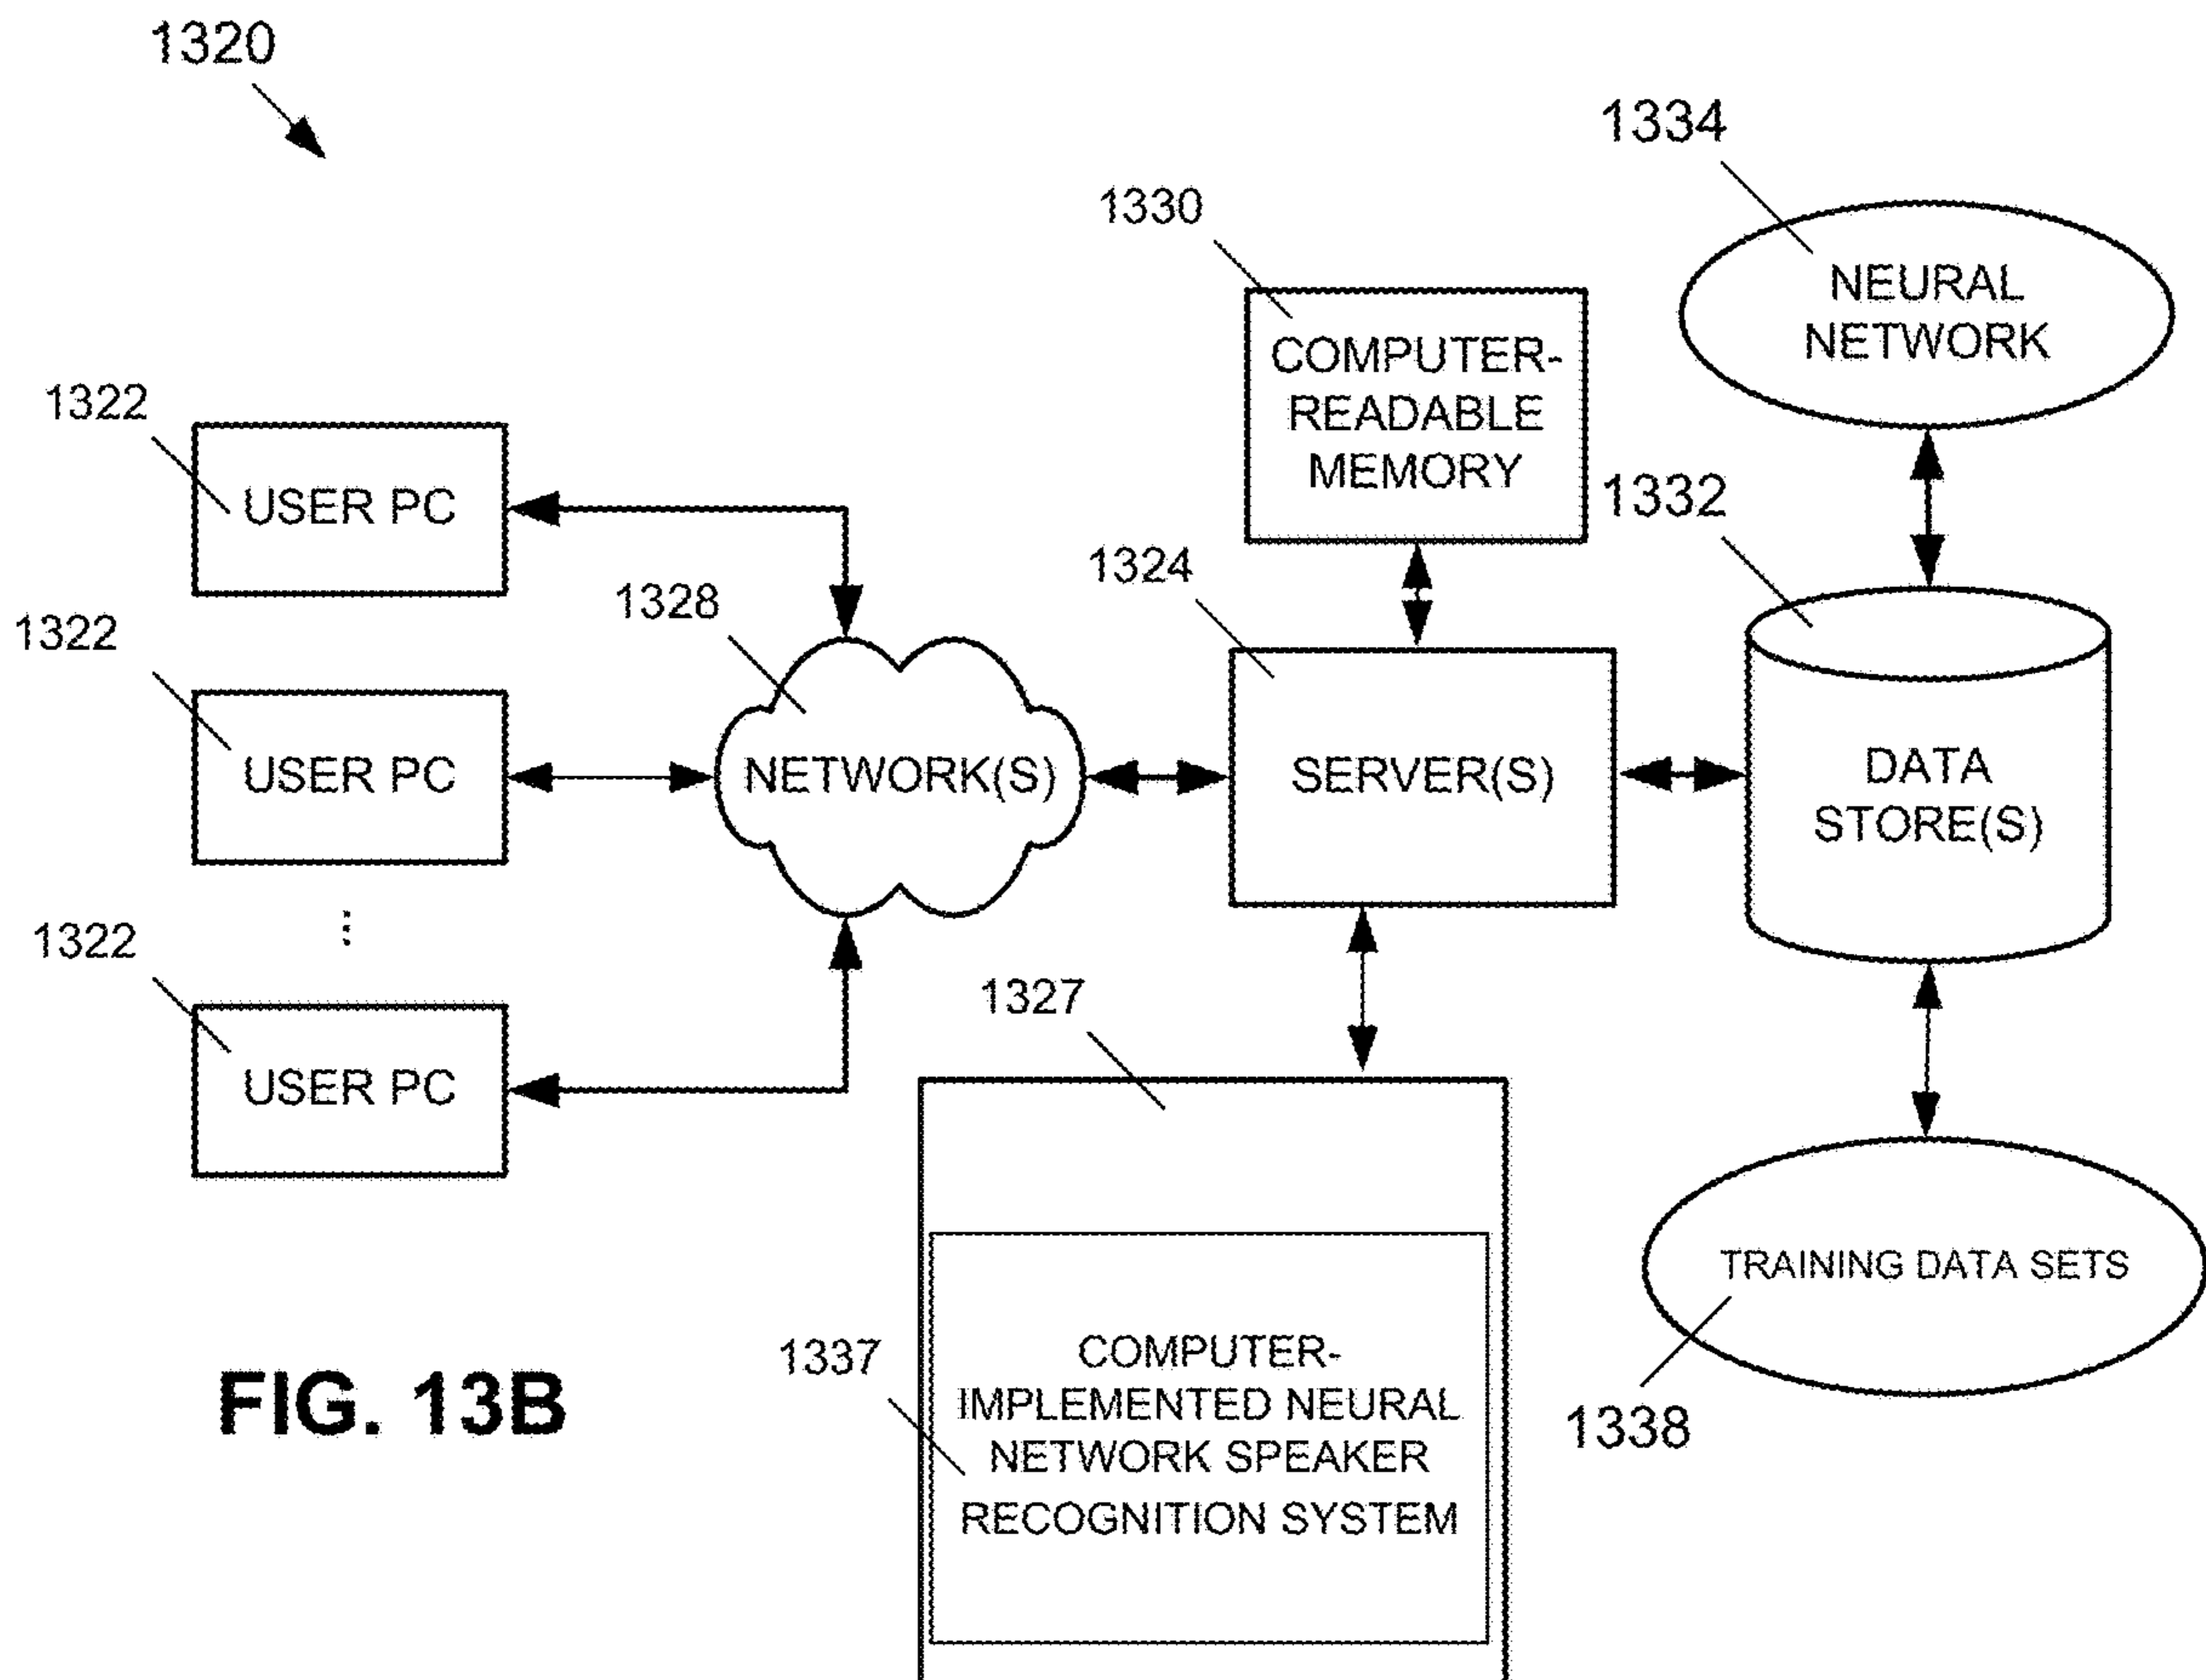 1320
1334
1330
NEURAL
NETWORK
COMPUTER-
READABLE
MEMORY
1322
USER PC
1332
1324
1328
1322
USER PC
NETWORK(S)
SERVER(S)
DATA
STORE(S)
1322
⋮
USER PC
1327
TRAINING DATA SETS
1337
COMPUTER-
IMPLEMENTED NEURAL
NETWORK SPEAKER
RECOGNITION SYSTEM
1338
FIG. 13B